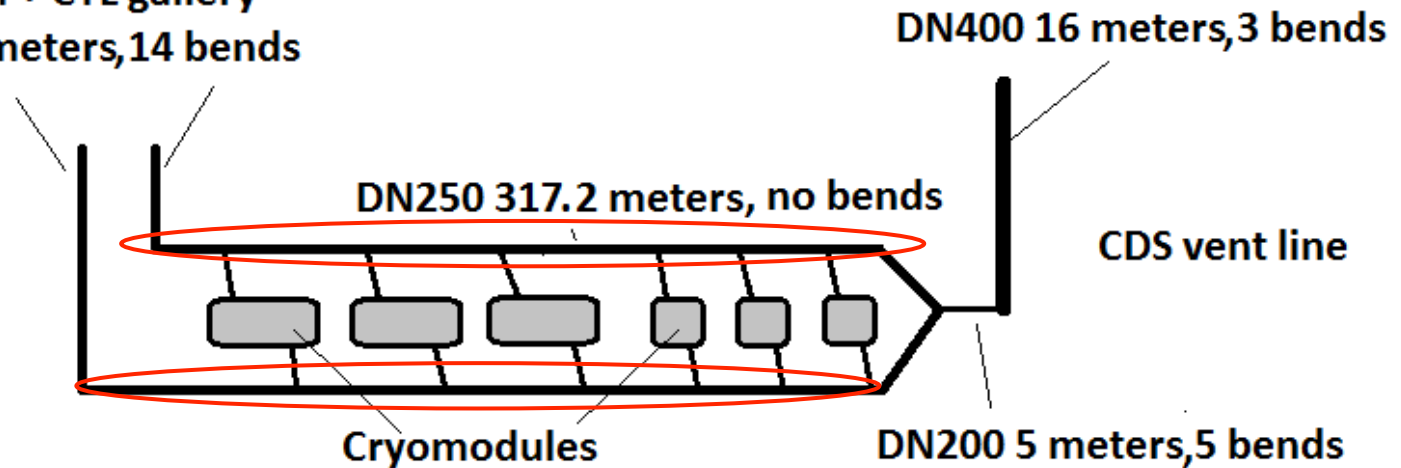 gallery
meters,14 bends
DN400 16 meters,3 bends
DN250 317.2 meters, no bends
CDS vent line
Cryomodules
DN200 5 meters,5 bends